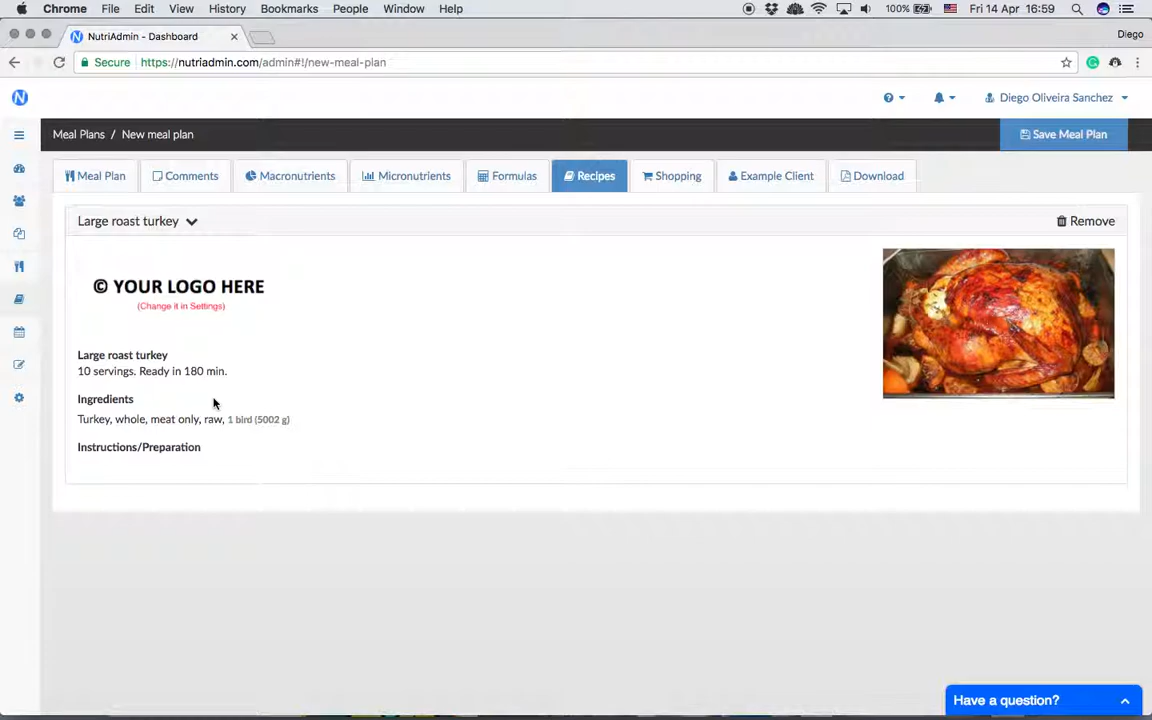 Chrome File Edit View History Bookmarks People Window Help 100% Fri 14 Apr 16:59
NutriAdmin - Dashboard Diego
Secure https://nutriadmin.com/admin#!/new-meal-plan
N Diego Oliveira Sanchez
Meal Plans / New meal plan Save Meal Plan
Meal Plan Comments Macronutrients Micronutrients Formulas Recipes Shopping Example Client Download
Large roast turkey Remove
© YOUR LOGO HERE
(Change it in Settings)
Large roast turkey
10 servings. Ready in 180 min.
Ingredients
Turkey, whole, meat only, raw, 1 bird (5002 g)
Instructions/Preparation
Have a question?